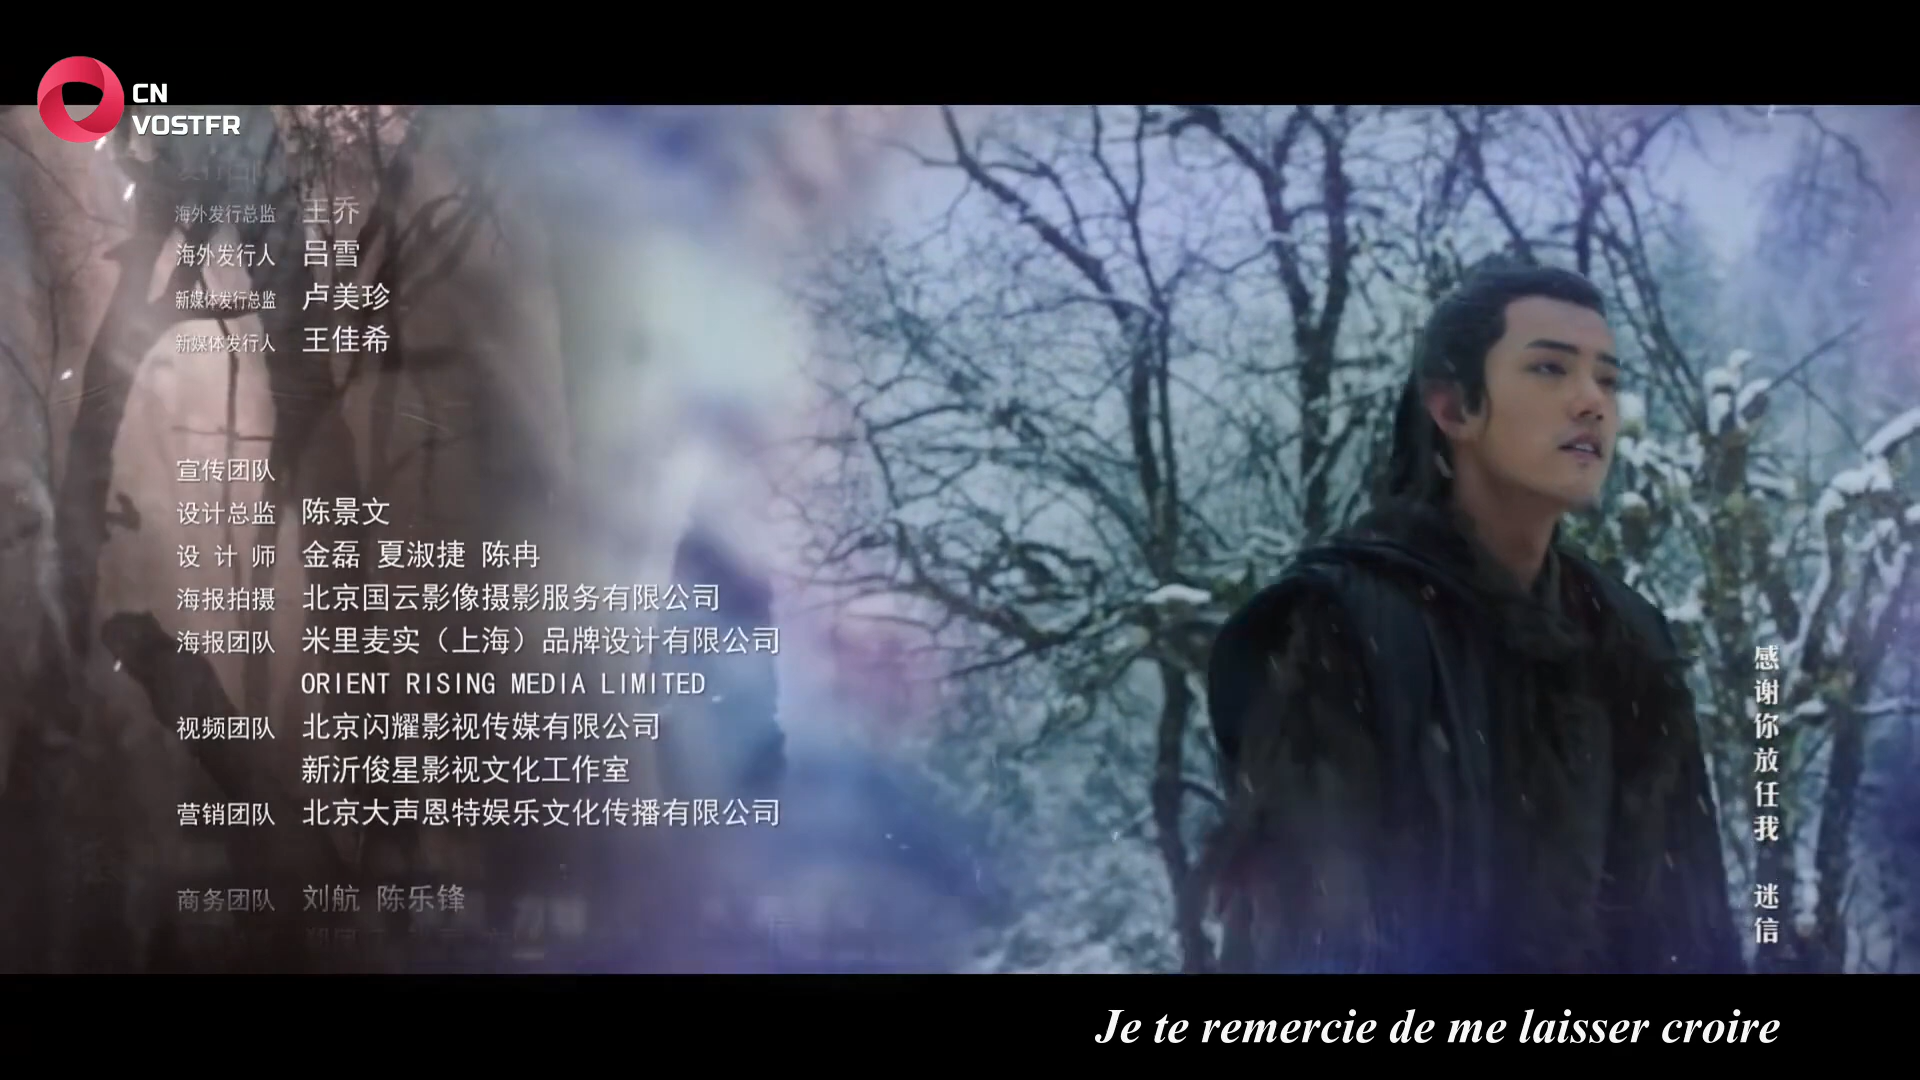 CN
VOSTFR
海外发行总监 王乔
海外发行人 吕雪
新媒体发行总监 卢美珍
新媒体发行人 王佳希
宣传团队
设计总监 陈景文
设计师 金磊 夏淑捷 陈冉
海报拍摄 北京国云影像摄影服务有限公司
海报团队 米里麦实（上海）品牌设计有限公司
ORIENT RISING MEDIA LIMITED
视频团队 北京闪耀影视传媒有限公司
新沂俊星影视文化工作室
营销团队 北京大声恩特娱乐文化传播有限公司
商务团队 刘航 陈乐锋
感谢你放任我 迷信
Je te remercie de me laisser croire